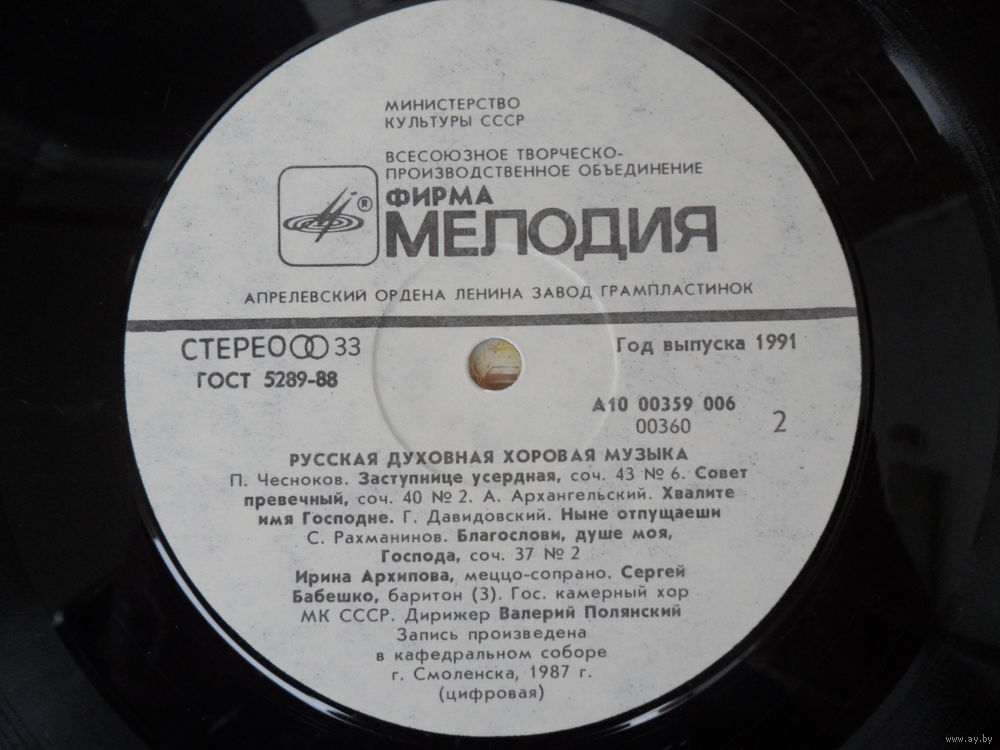 МИНИСТЕРСТВО
КУЛЬТУРЫ СССР
ВСЕСОЮЗНОЕ ТВОРЧЕСКО-
ПРОИЗВОДСТВЕННОЕ ОБЪЕДИНЕНИЕ
ФИРМА
®
МЕЛОДИЯ
АПРЕЛЕВСКИЙ ОРДЕНА ЛЕНИНА ЗАВОД ГРАМПЛАСТИНОК
СТЕРЕО 33
Год выпуска 1991
ГОСТ 5289-88
А10 00359 006
00360
2
РУССКАЯ ДУХОВНАЯ ХОРОВАЯ МУЗЫКА
П. Чесноков. Заступнице усердная, соч. 43 № 6. Совет
превечный, соч. 40 № 2. А. Архангельский. Хвалите
имя Господне. Г. Давидовский. Ныне отпущаеши
С. Рахманинов. Благослови, душе моя,
Господа, соч. 37 № 2
Ирина Архипова, меццо-сопрано. Сергей
Бабешко, баритон (3). Гос. камерный хор
МК СССР. Дирижер Валерий Полянский
Запись произведена
в кафедральном соборе
г. Смоленска, 1987 г.
(цифровая)
www.ay.by